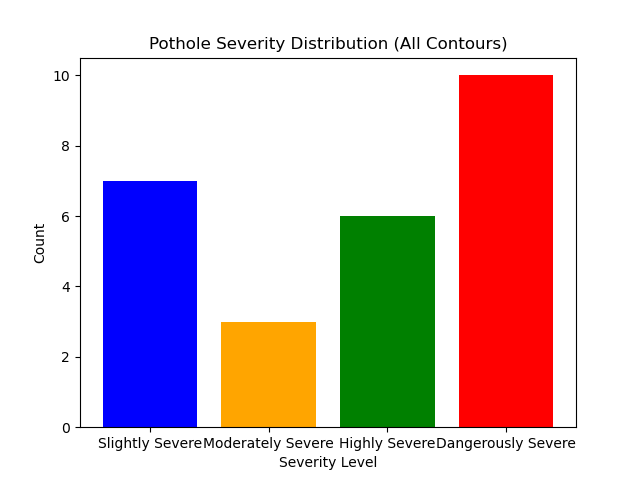 Pothole Severity Distribution (All Contours)
10
8
6
4
2
0
Count
Slightly Severe Moderately Severe Highly Severe Dangerously Severe
Severity Level